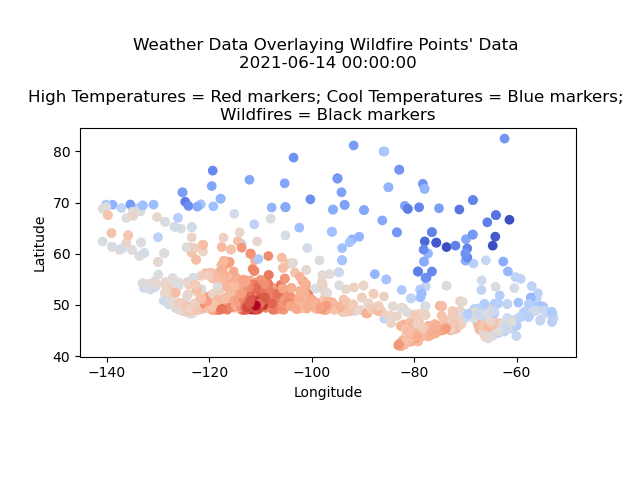 Weather Data Overlaying Wildfire Points' Data
2021-06-14 00:00:00
High Temperatures = Red markers; Cool Temperatures = Blue markers;
Wildfires = Black markers
80
70
60
50
40
Latitude
−140 −120 −100 −80 −60
Longitude